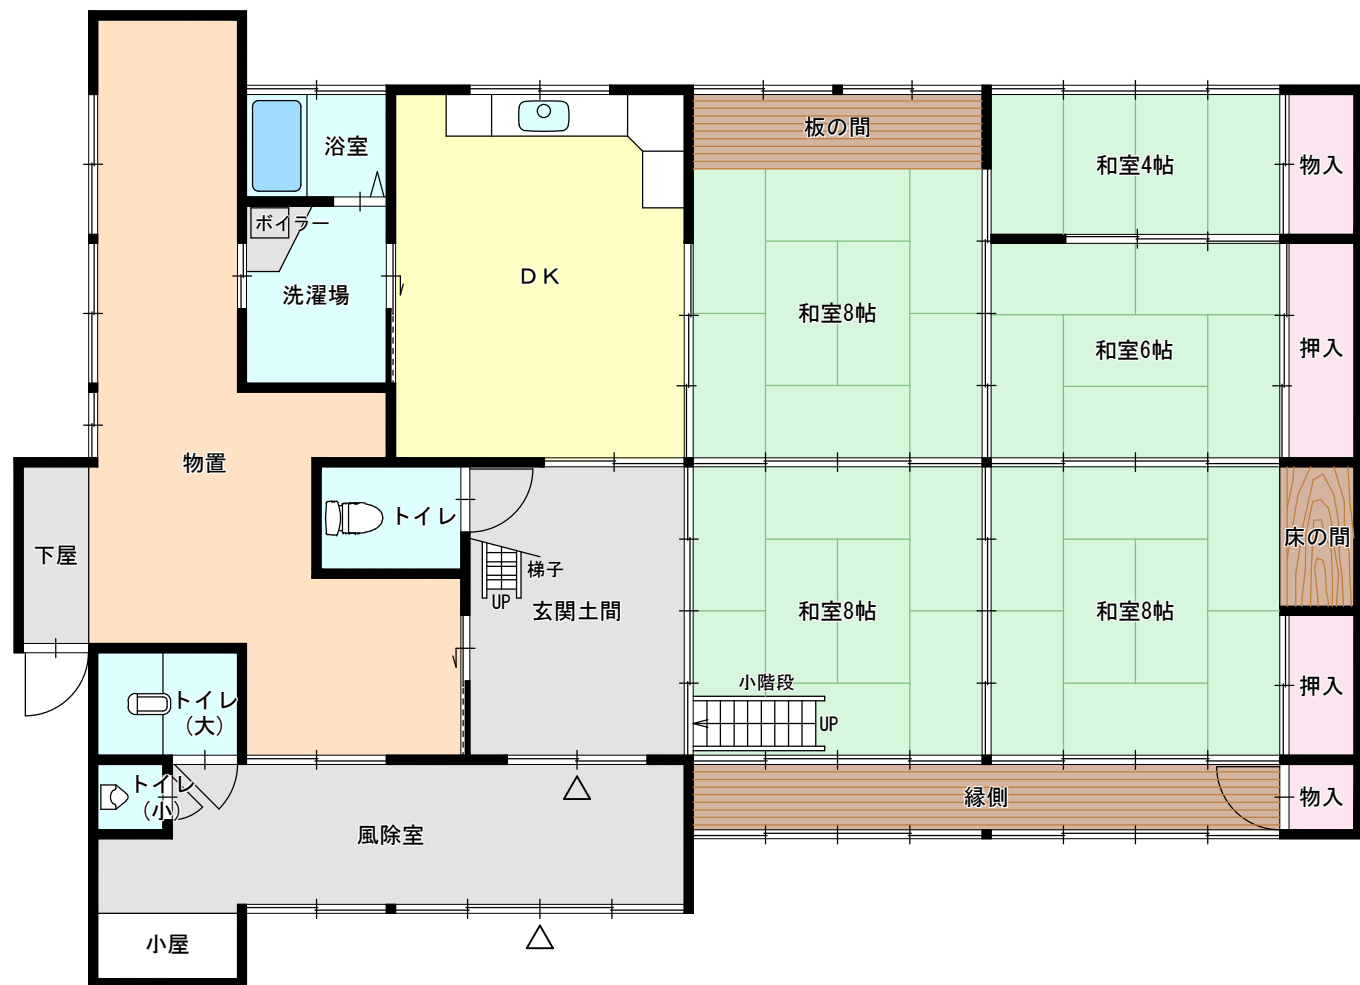 板の間
浴室
和室4帖
物入
ボイラー
DK
洗濯場
和室8帖
和室6帖
押入
物置
トイレ
下屋
梯子
UP
玄関土間
和室8帖
和室8帖
床の間
小階段
UP
押入
トイレ
(大)
トイレ
(小)
縁側
物入
風除室
小屋